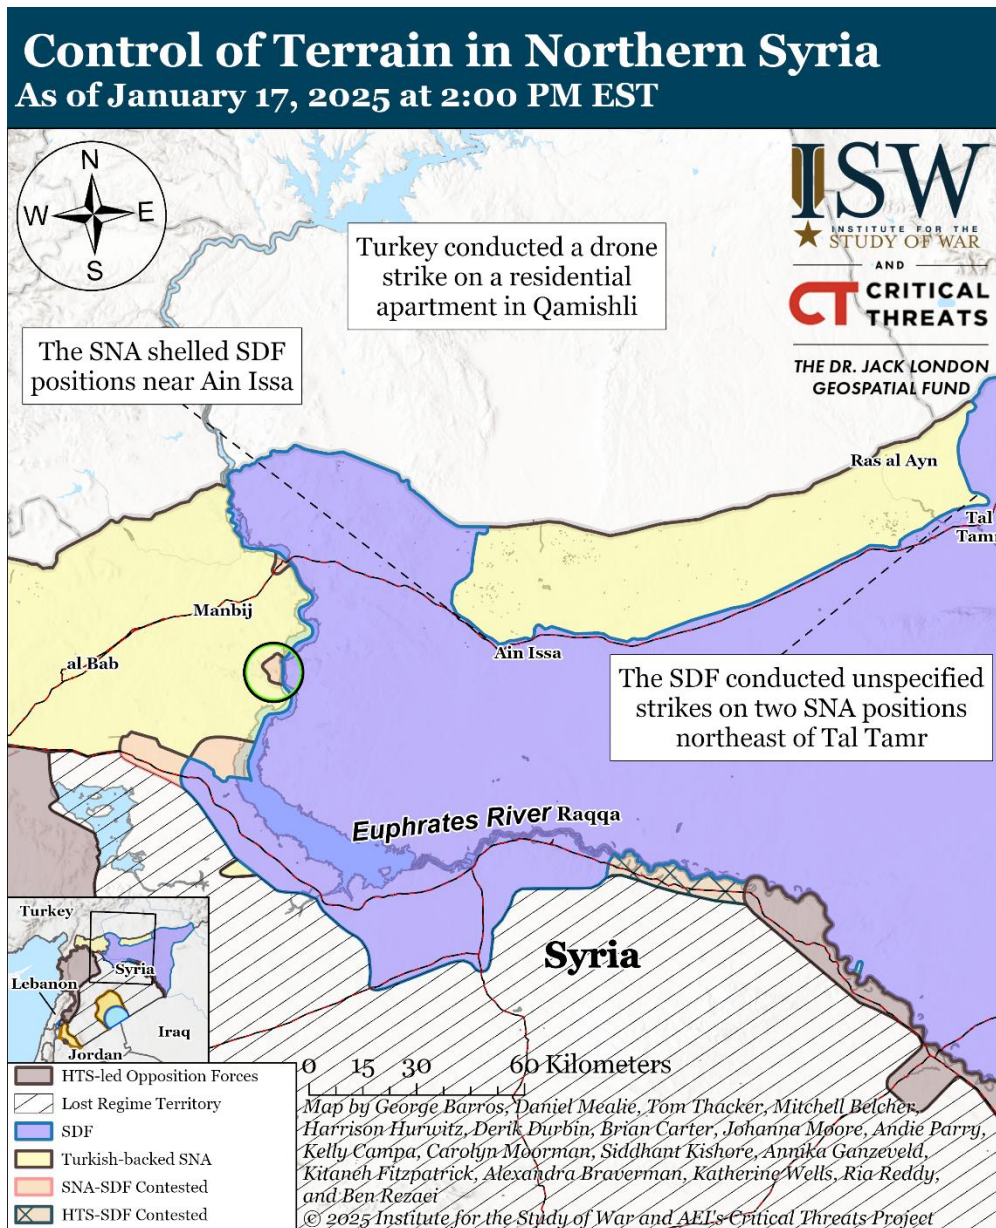 Control of Terrain in Northern Syria
As of January 17, 2025 at 2:00 PM EST
N
W
E
S
ISW
INSTITUTE FOR THE
STUDY OF WAR
AND
CT CRITICAL
THREATS
THE DR. JACK LONDON
GEOSPATIAL FUND
Turkey conducted a drone
strike on a residential
apartment in Qamishli
The SNA shelled SDF
positions near Ain Issa
Ras al Ayn
Tal
Tamr
Manbij
al Bab
Ain Issa
The SDF conducted unspecified
strikes on two SNA positions
northeast of Tal Tamr
Euphrates River
Raqqa
Syria
Turkey
Syria
Lebanon
Iraq
Jordan
0 15 30 60 Kilometers
HTS-led Opposition Forces
Lost Regime Territory
SDF
Turkish-backed SNA
SNA-SDF Contested
HTS-SDF Contested
Map by George Barros, Daniel Mealie, Tom Thacker, Mitchell Belcher,
Harrison Hurwitz, Derik Durbin, Brian Carter, Johanna Moore, Andie Parry,
Kelly Campa, Carolyn Moorman, Siddhant Kishore, Annika Ganzeveld,
Kitaneh Fitzpatrick, Alexandra Braverman, Katherine Wells, Ria Reddy,
and Ben Rezaei
© 2025 Institute for the Study of War and AEI's Critical Threats Project